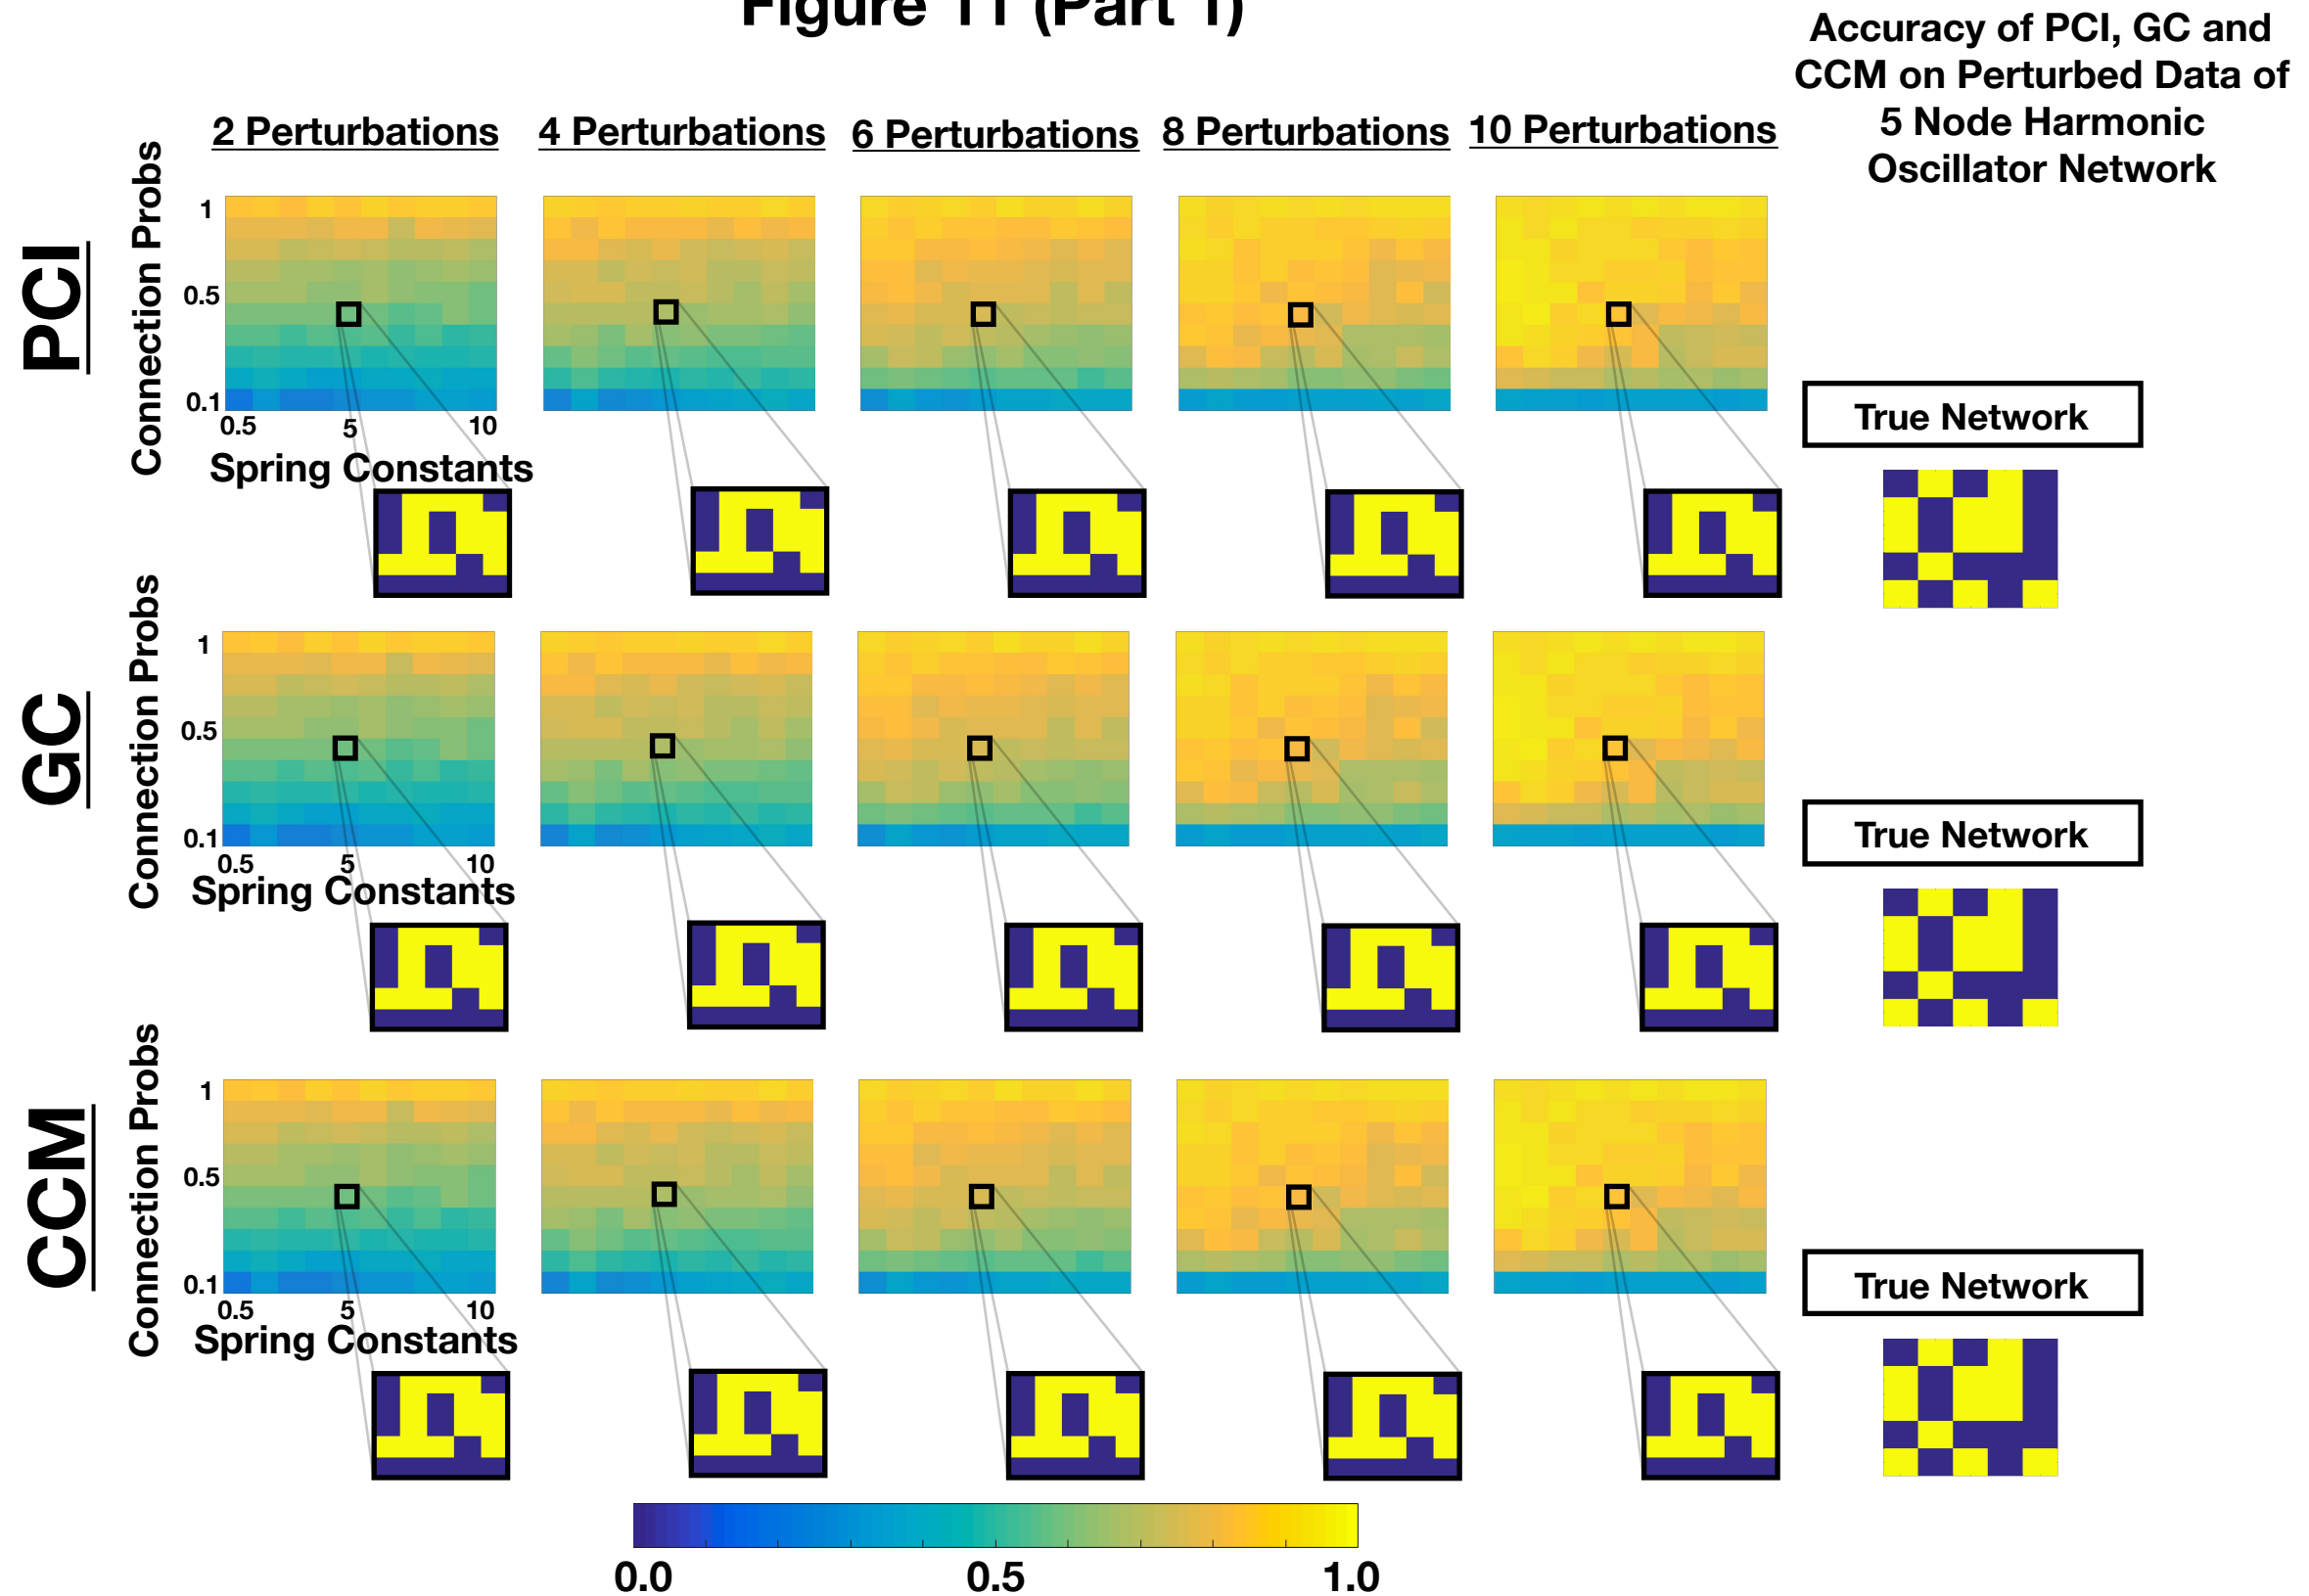 Figure 11 (Part 1)
Accuracy of PCI, GC and
CCM on Perturbed Data of
5 Node Harmonic
Oscillator Network
2 Perturbations
4 Perturbations
6 Perturbations
8 Perturbations
10 Perturbations
PCI
Connection Probs
1
0.5
0.1
0.5
5
10
Spring Constants
True Network
GC
Connection Probs
1
0.5
0.1
0.5
5
10
Spring Constants
True Network
CCM
Connection Probs
1
0.5
0.1
0.5
5
10
Spring Constants
True Network
0.0
0.5
1.0